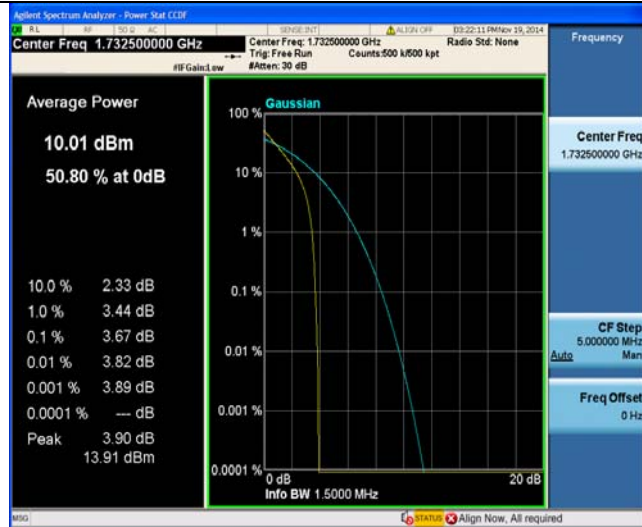 Agilent Spectrum Analyzer - Power Stat CCDF
RL RF 50 Ω AC SENSE:INT ALIGN OFF 03:22:11 PM Nov 19, 2014
Center Freq 1.732500000 GHz
Center Freq: 1.732500000 GHz Radio Std: None
Trig: Free Run Counts:500 k/500 kpt
#IFGain:Low #Atten: 30 dB
Frequency
Average Power
10.01 dBm
50.80 % at 0dB
10.0 % 2.33 dB
1.0 % 3.44 dB
0.1 % 3.67 dB
0.01 % 3.82 dB
0.001 % 3.89 dB
0.0001 % --- dB
Peak 3.90 dB
13.91 dBm
Gaussian
100 %
10 %
1 %
0.1 %
0.01 %
0.001 %
0.0001 %
0 dB 20 dB
Info BW 1.5000 MHz
Center Freq
1.732500000 GHz
CF Step
5.000000 MHz
Auto Man
Freq Offset
0 Hz
MSG STATUS Align Now, All required